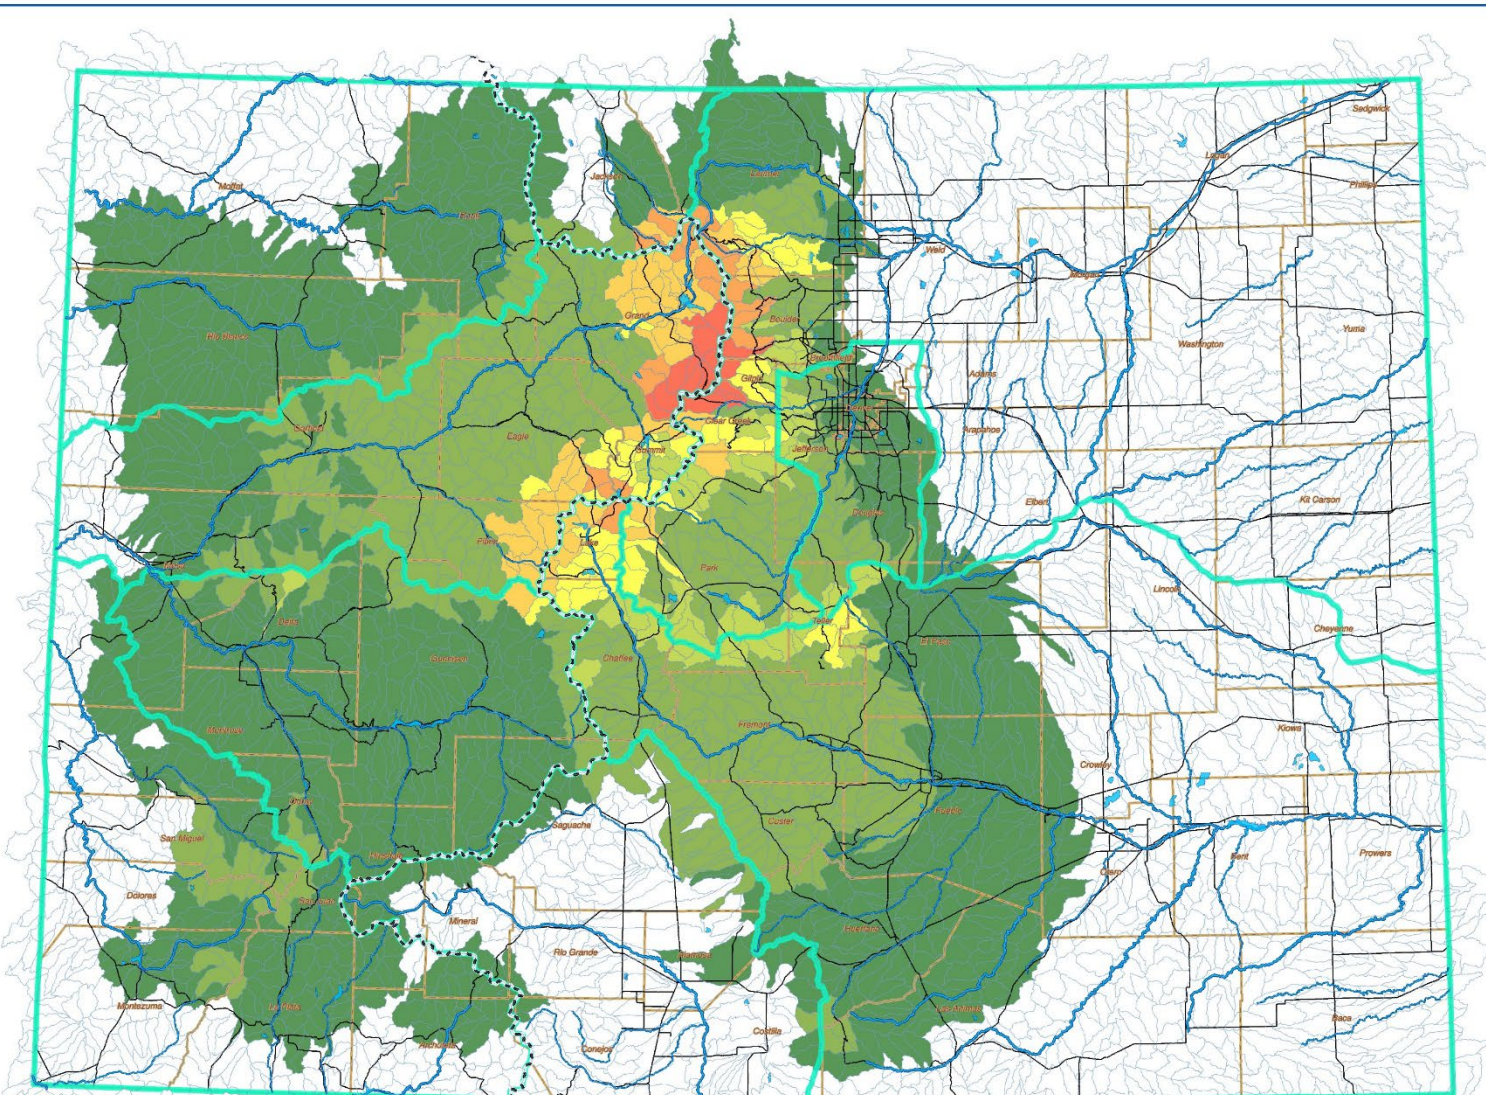 Sedgwick
Logan
Phillips
Jackson
Larimer
Moffat
Routt
Weld
Morgan
Yuma
Washington
Rio Blanco
Grand
Boulder
Broomfield
Gilpin
Adams
Denver
Clear Creek
Arapahoe
Garfield
Eagle
Summit
Jefferson
Elbert
Kit Carson
Douglas
Pitkin
Lake
Mesa
Park
Lincoln
Delta
Teller
Cheyenne
El Paso
Gunnison
Chaffee
Fremont
Montrose
Kiowa
Crowley
Ouray
Pueblo
Custer
Saguache
San Miguel
Hinsdale
Bent
Prowers
Otero
Dolores
San Juan
Mineral
Huerfano
Rio Grande
Alamosa
Montezuma
La Plata
Las Animas
Baca
Costilla
Archuleta
Conejos